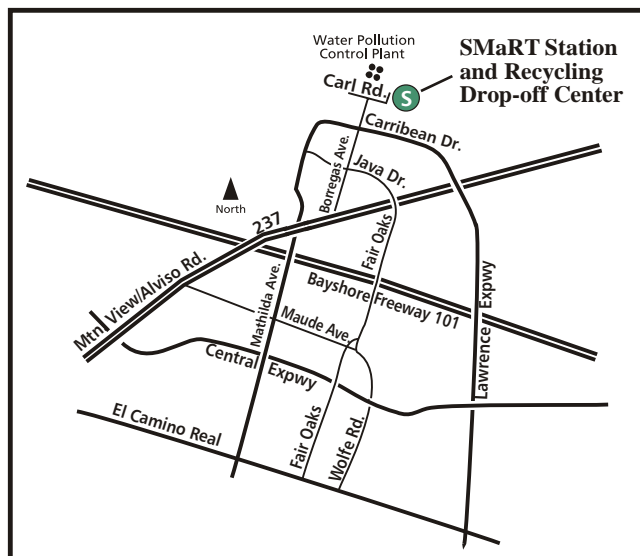 Water Pollution
Control Plant
SMaRT Station
and Recycling
Drop-off Center
Carl Rd.
S
Carribean Dr.
Borregas Ave.
Java Dr.
North
237
Fair Oaks
Mtn. View/Alviso Rd.
Bayshore Freeway 101
Mathilda Ave.
Maude Ave.
Lawrence Expwy
Central Expwy
El Camino Real
Fair Oaks
Wolfe Rd.